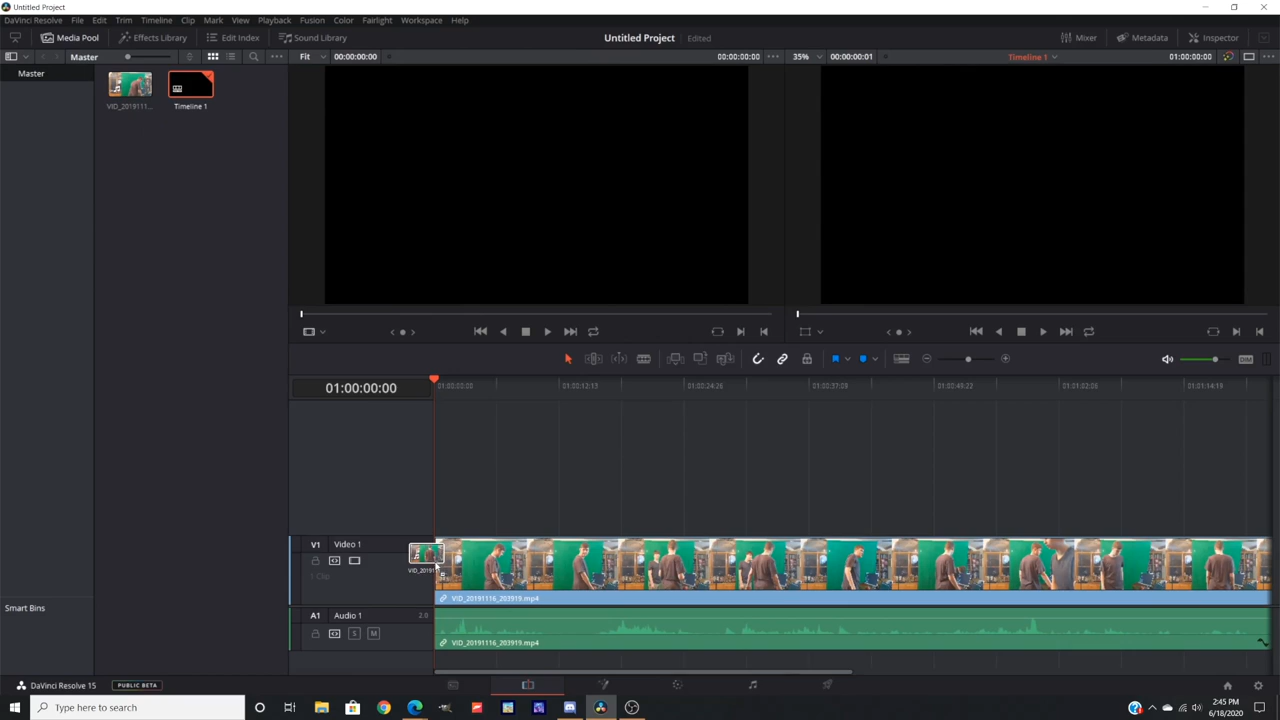 Untitled Project
DaVinci Resolve File Edit Trim Timeline Clip Mark View Playback Fusion Color Fairlight Workspace Help
Media Pool Effects Library Edit Index Sound Library Untitled Project Edited Mixer Metadata Inspector
Master Fit 00:00:00:00 00:00:00:00 35% 00:00:00:01 Timeline 1 01:00:00:00
Master
VID_2019111... Timeline 1
DIM
01:00:00:00 01:00:00:00 01:00:12:13 01:00:24:26 01:00:37:09 01:00:49:22 01:01:02:06 01:01:14:19
V1 Video 1
1 Clip
VID_20191116_203919.mp4
Smart Bins
A1 Audio 1 2.0
S M
VID_20191116_203919.mp4
DaVinci Resolve 15 PUBLIC BETA
Type here to search
2:45 PM
6/18/2020